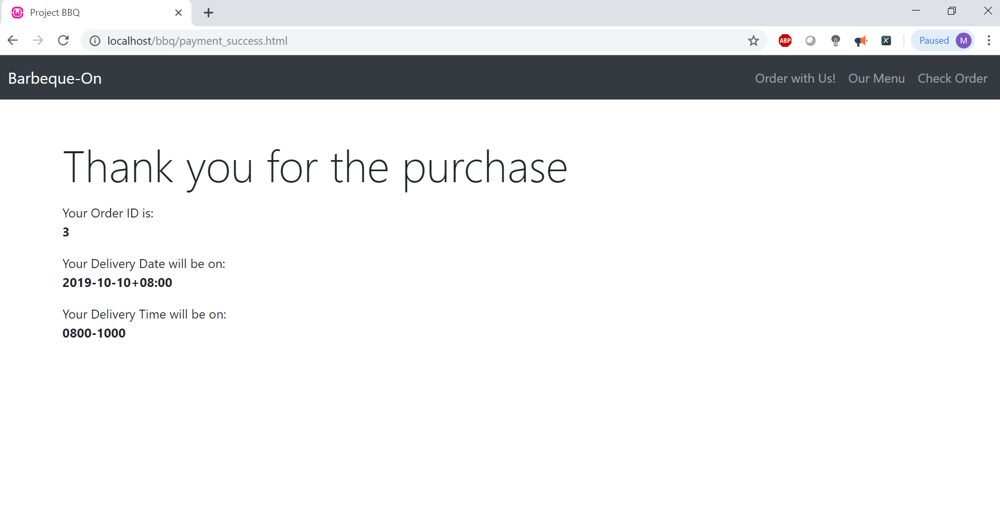 Project BBQ
localhost/bbq/payment_success.html
ABP
Paused M
Barbeque-On
Order with Us! Our Menu Check Order
Thank you for the purchase
Your Order ID is:
3
Your Delivery Date will be on:
2019-10-10+08:00
Your Delivery Time will be on:
0800-1000